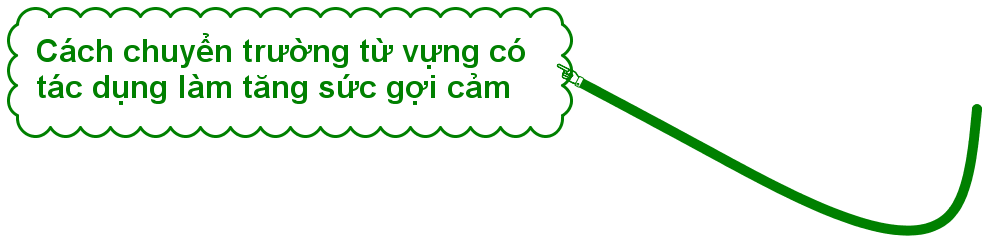 Cách chuyển trường từ vựng có
tác dụng làm tăng sức gợi cảm